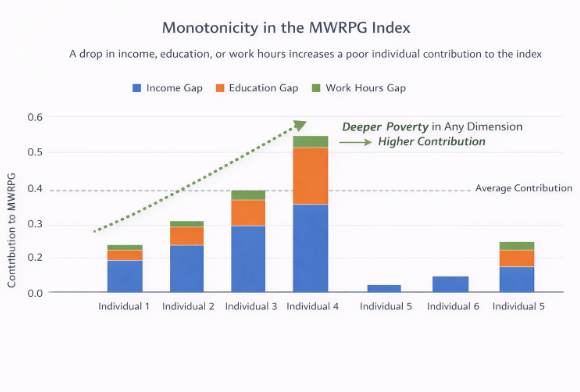 Monotonicity in the MWRPG Index
A drop in income, education, or work hours increases a poor individual contribution to the index
Income Gap Education Gap Work Hours Gap
0.6
0.5
0.4
0.3
0.2
0.0
Contribution to MWRPG
Deeper Poverty in Any Dimension
Higher Contribution
Average Contribution
Individual 1 Individual 2 Individual 3 Individual 4 Individual 5 Individual 6 Individual 5